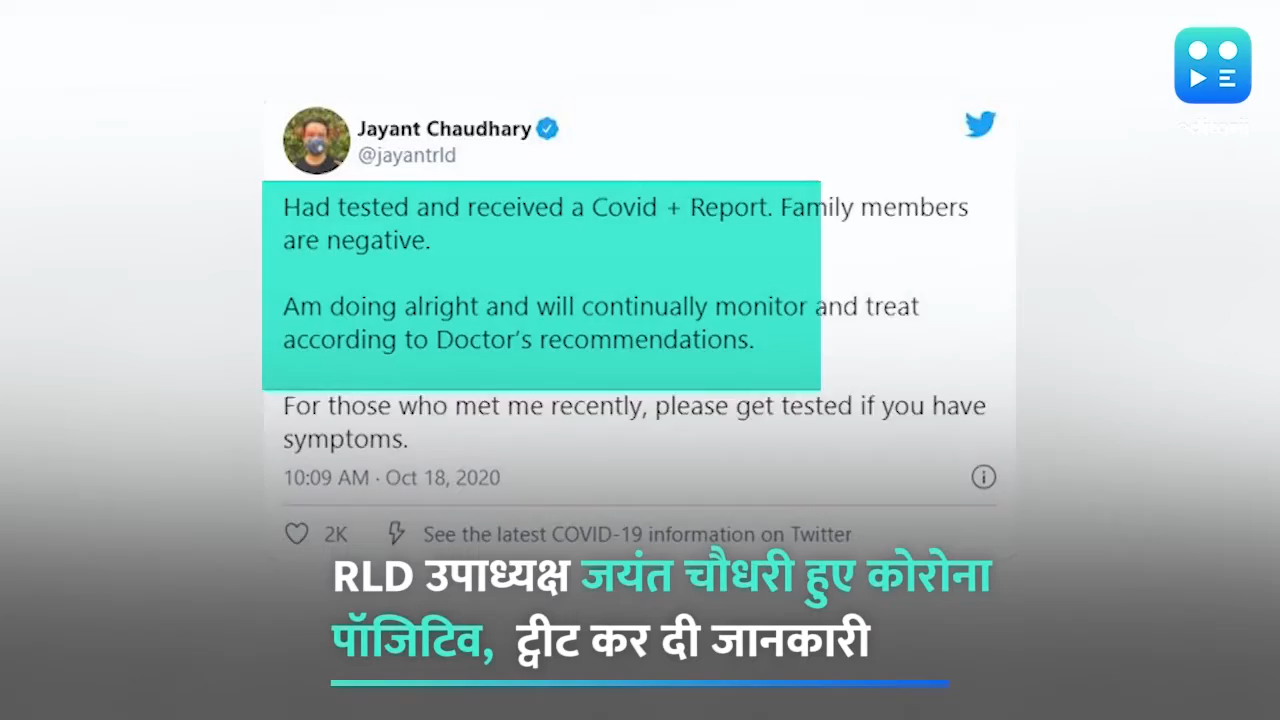 Jayant Chaudhary
@jayantrld
Had tested and received a Covid + Report. Family members
are negative.
Am doing alright and will continually monitor and treat
according to Doctor's recommendations.
For those who met me recently, please get tested if you have
symptoms.
10:09 AM · Oct 18, 2020
2K See the latest COVID-19 information on Twitter
RLD उपाध्यक्ष जयंत चौधरी हुए कोरोना
पॉजिटिव, ट्वीट कर दी जानकारी